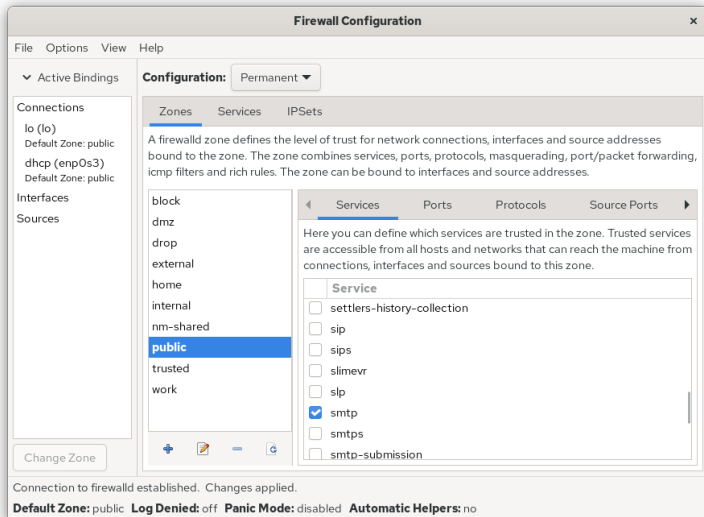 Firewall Configuration
×
File Options View Help
Active Bindings
Configuration: Permanent
Connections
lo (lo)
Default Zone: public
dhcp (enp0s3)
Default Zone: public
Interfaces
Sources
Change Zone
Zones Services IPSets
A firewalld zone defines the level of trust for network connections, interfaces and source addresses
bound to the zone. The zone combines services, ports, protocols, masquerading, port/packet forwarding,
icmp filters and rich rules. The zone can be bound to interfaces and source addresses.
block
dmz
drop
external
home
internal
nm-shared
public
trusted
work
Services Ports Protocols Source Ports
Here you can define which services are trusted in the zone. Trusted services
are accessible from all hosts and networks that can reach the machine from
connections, interfaces and sources bound to this zone.
Service
settlers-history-collection
sip
sips
slimevr
slp
smtp
smtps
smtp-submission
Connection to firewalld established. Changes applied.
Default Zone: public Log Denied: off Panic Mode: disabled Automatic Helpers: no